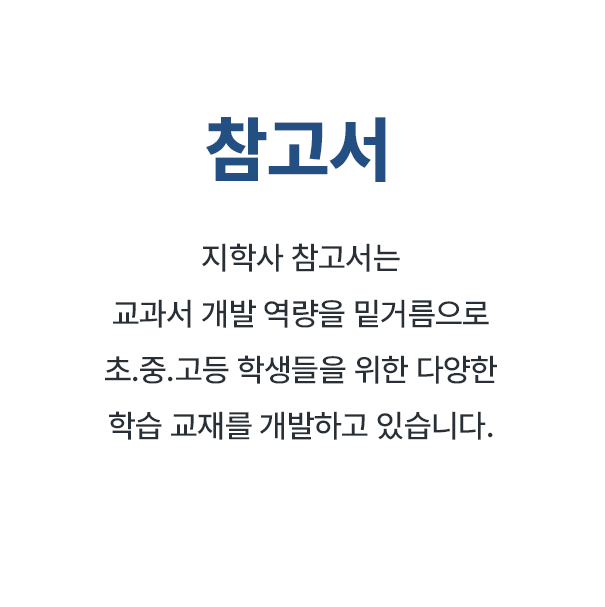 참고서
지학사 참고서는
교과서 개발 역량을 밑거름으로
초.중.고등 학생들을 위한 다양한
학습 교재를 개발하고 있습니다.